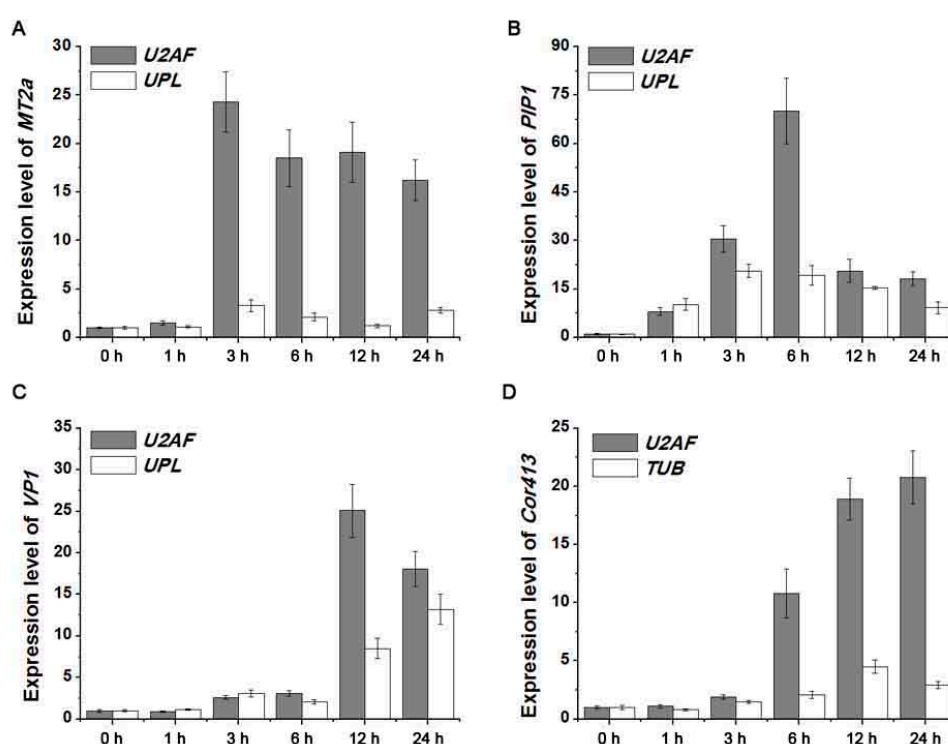 A
Expression level of MT2a
30
25
20
15
10
5
0
U2AF
UPL
0 h 1 h 3 h 6 h 12 h 24 h
B
Expression level of PIP1
90
75
60
45
30
15
0
U2AF
UPL
0 h 1 h 3 h 6 h 12 h 24 h
C
Expression level of VP1
35
30
25
20
15
10
5
0
U2AF
UPL
0 h 1 h 3 h 6 h 12 h 24 h
D
Expression level of Cor413
25
20
15
10
5
0
U2AF
TUB
0 h 1 h 3 h 6 h 12 h 24 h